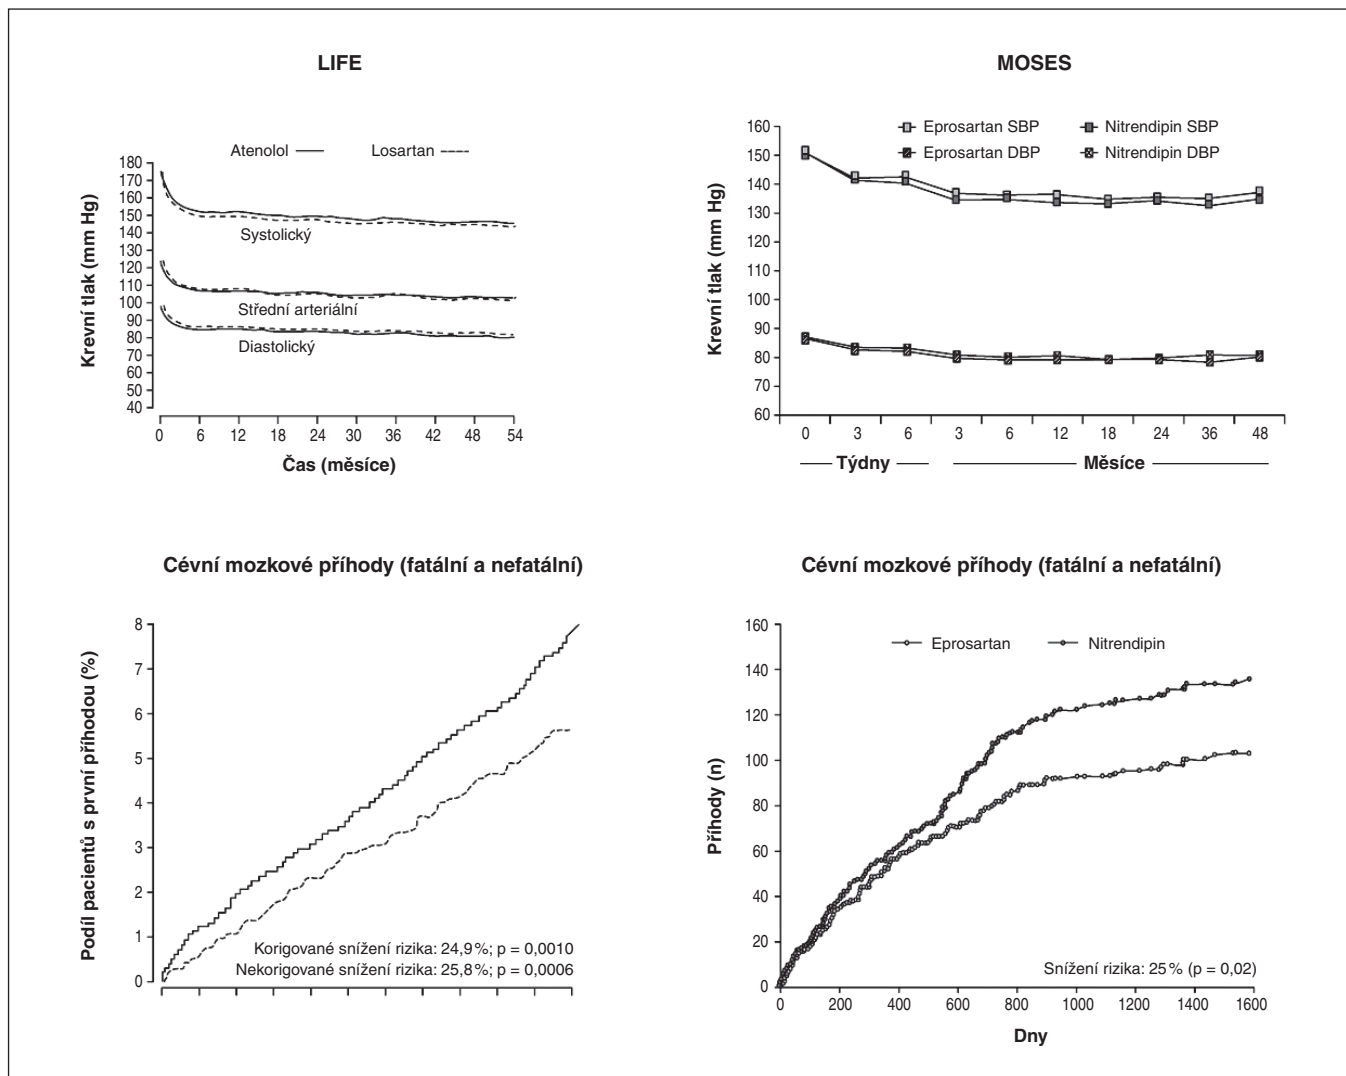 LIFE
Atenolol
Losartan
Krevní tlak (mm Hg)
180
170
160
150
140
130
120
110
100
90
80
70
60
50
40
Systolický
Střední arteriální
Diastolický
0 6 12 18 24 30 36 42 48 54
Čas (měsíce)
MOSES
Eprosartan SBP
Nitrendipin SBP
Eprosartan DBP
Nitrendipin DBP
Krevní tlak (mm Hg)
160
150
140
130
120
110
100
90
80
70
60
0 3 6 3 6 12 18 24 36 48
Týdny
Měsíce
Cévní mozkové příhody (fatální a nefatální)
Podíl pacientů s první příhodou (%)
8
7
6
5
4
3
2
1
0
Korigované snížení rizika: 24,9 %; p = 0,0010
Nekorigované snížení rizika: 25,8 %; p = 0,0006
Cévní mozkové příhody (fatální a nefatální)
Eprosartan
Nitrendipin
Příhody (n)
160
140
120
100
80
60
40
20
0
Snížení rizika: 25 % (p = 0,02)
0 200 400 600 800 1000 1200 1400 1600
Dny